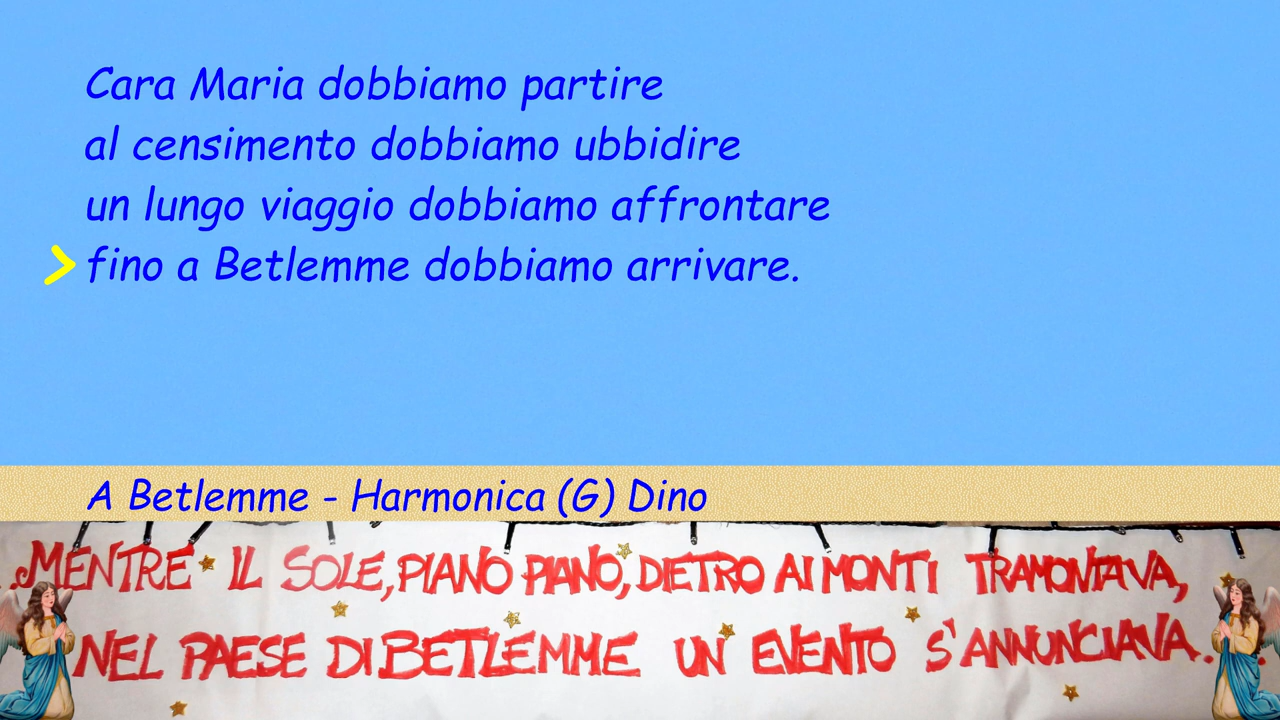 Cara Maria dobbiamo partire
al censimento dobbiamo ubbidire
un lungo viaggio dobbiamo affrontare
> fino a Betlemme dobbiamo arrivare.
A Betlemme - Harmonica (G) Dino
MENTRE IL SOLE, PIANO PIANO, DIETRO AI MONTI TRAMONTAVA,
NEL PAESE DI BETLEMME UN EVENTO S'ANNUNCIAVA...